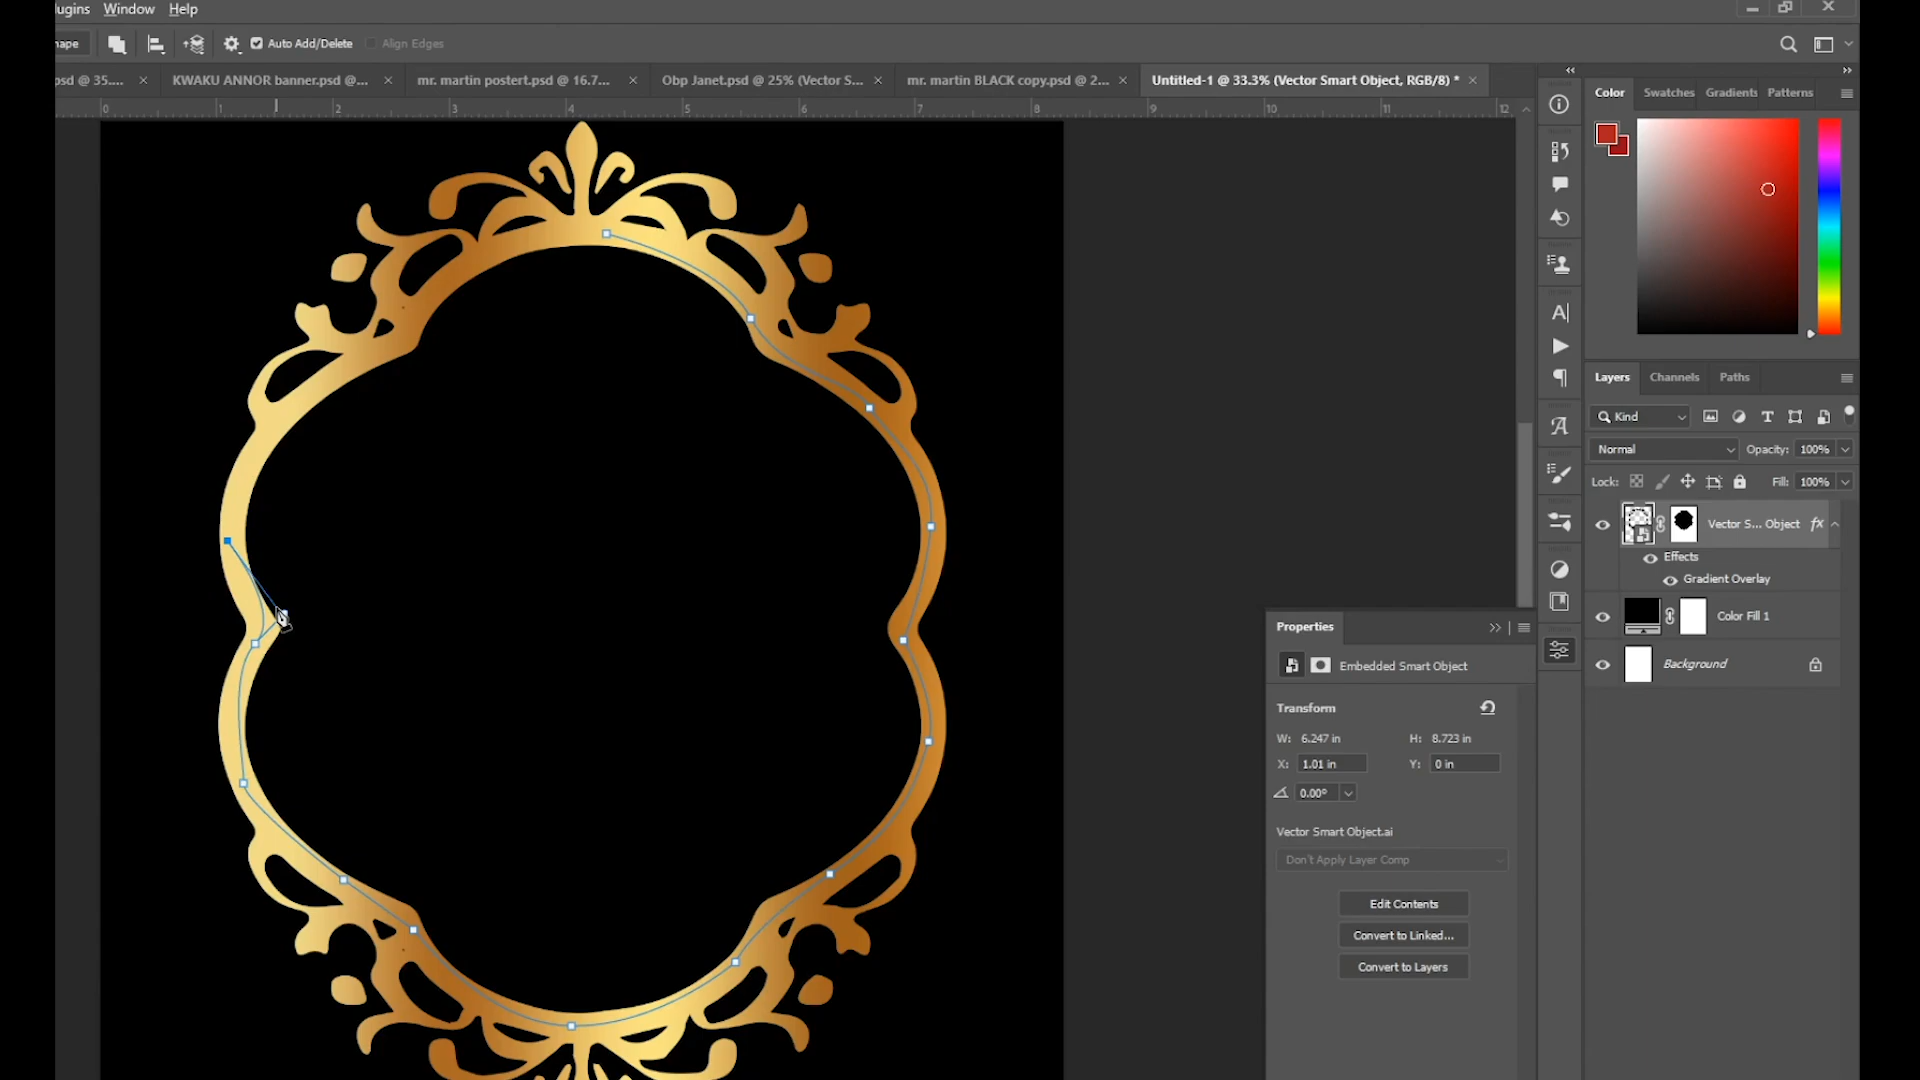 lugins Window Help
hape Auto Add/Delete Align Edges
psd @ 35.... × KWAKU ANNOR banner.psd @... × mr. martin postert.psd @ 16.7... × Obp Janet.psd @ 25% (Vector S... × mr. martin BLACK copy.psd @ 2... × Untitled-1 @ 33.3% (Vector Smart Object, RGB/8) * ×
0 1 2 3 4 5 6 7 8 9 10 11 12
Color Swatches Gradients Patterns
Layers Channels Paths
Kind
Normal Opacity: 100%
Lock: Fill: 100%
Vector S... Object fx
Effects
Gradient Overlay
Color Fill 1
Background
Properties
Embedded Smart Object
Transform
W: 6.247 in H: 8.723 in
X: 1.01 in Y: 0 in
0.00°
Vector Smart Object.ai
Don't Apply Layer Comp
Edit Contents
Convert to Linked...
Convert to Layers